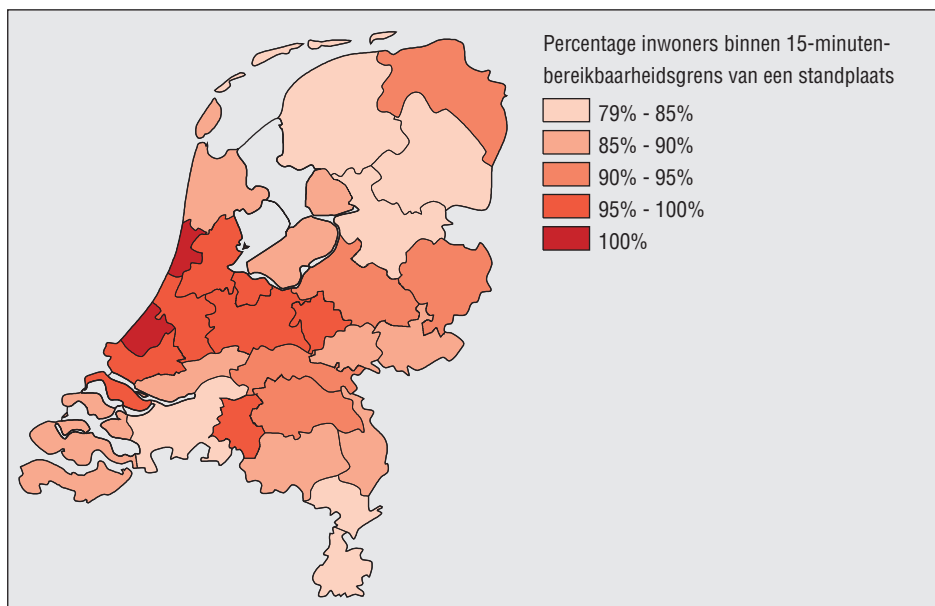 Percentage inwoners binnen 15-minuten-
bereikbaarheidsgrens van een standplaats
79% - 85%
85% - 90%
90% - 95%
95% - 100%
100%